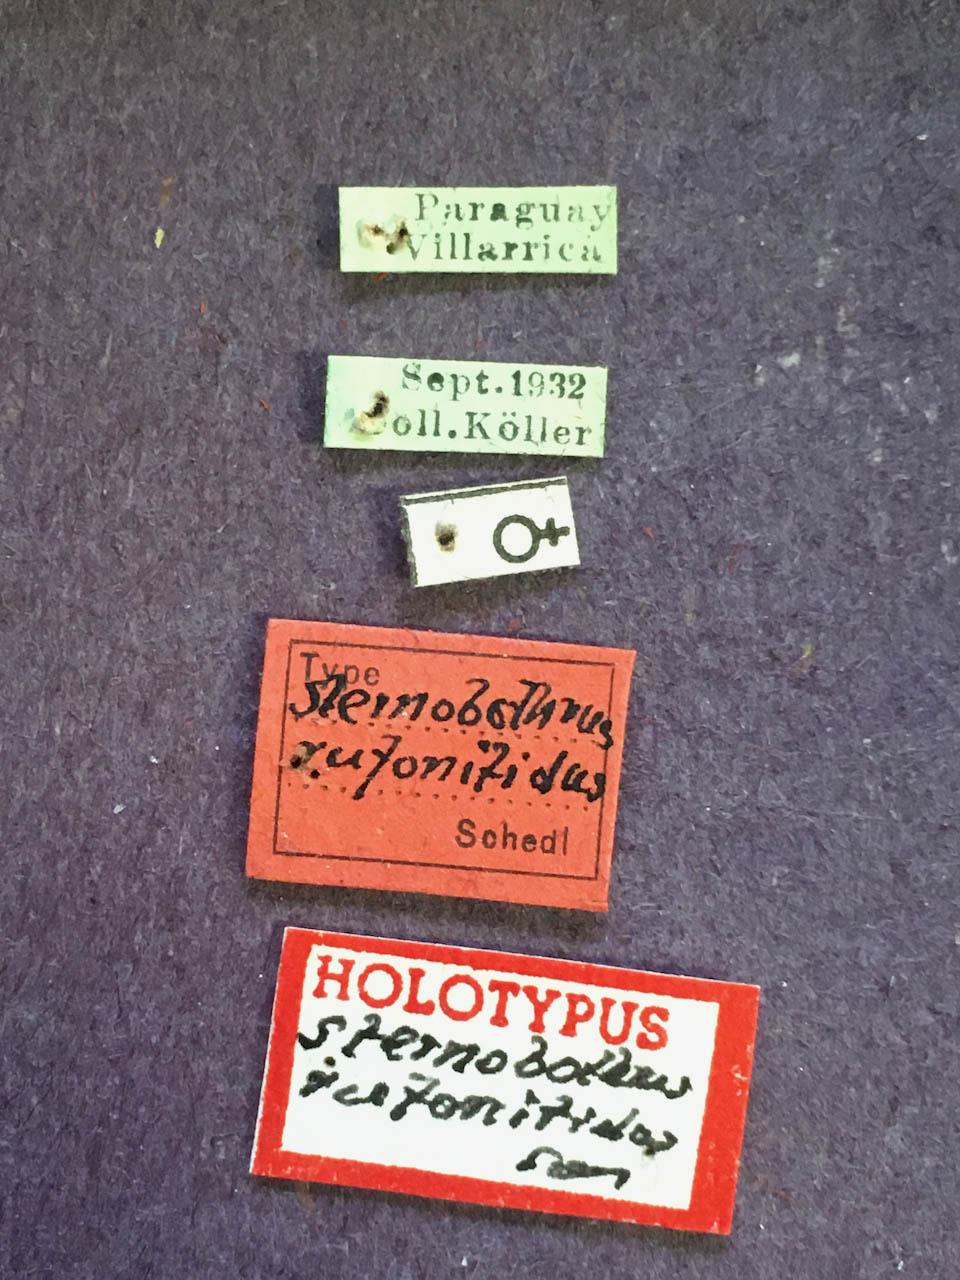 Paraguay
Villarrica
Sept. 1932
Coll. Köller
♀
Type
Sternobothrus
rufonitidus
Schedl
HOLOTYPUS
Sternobothrus
rufonitidus